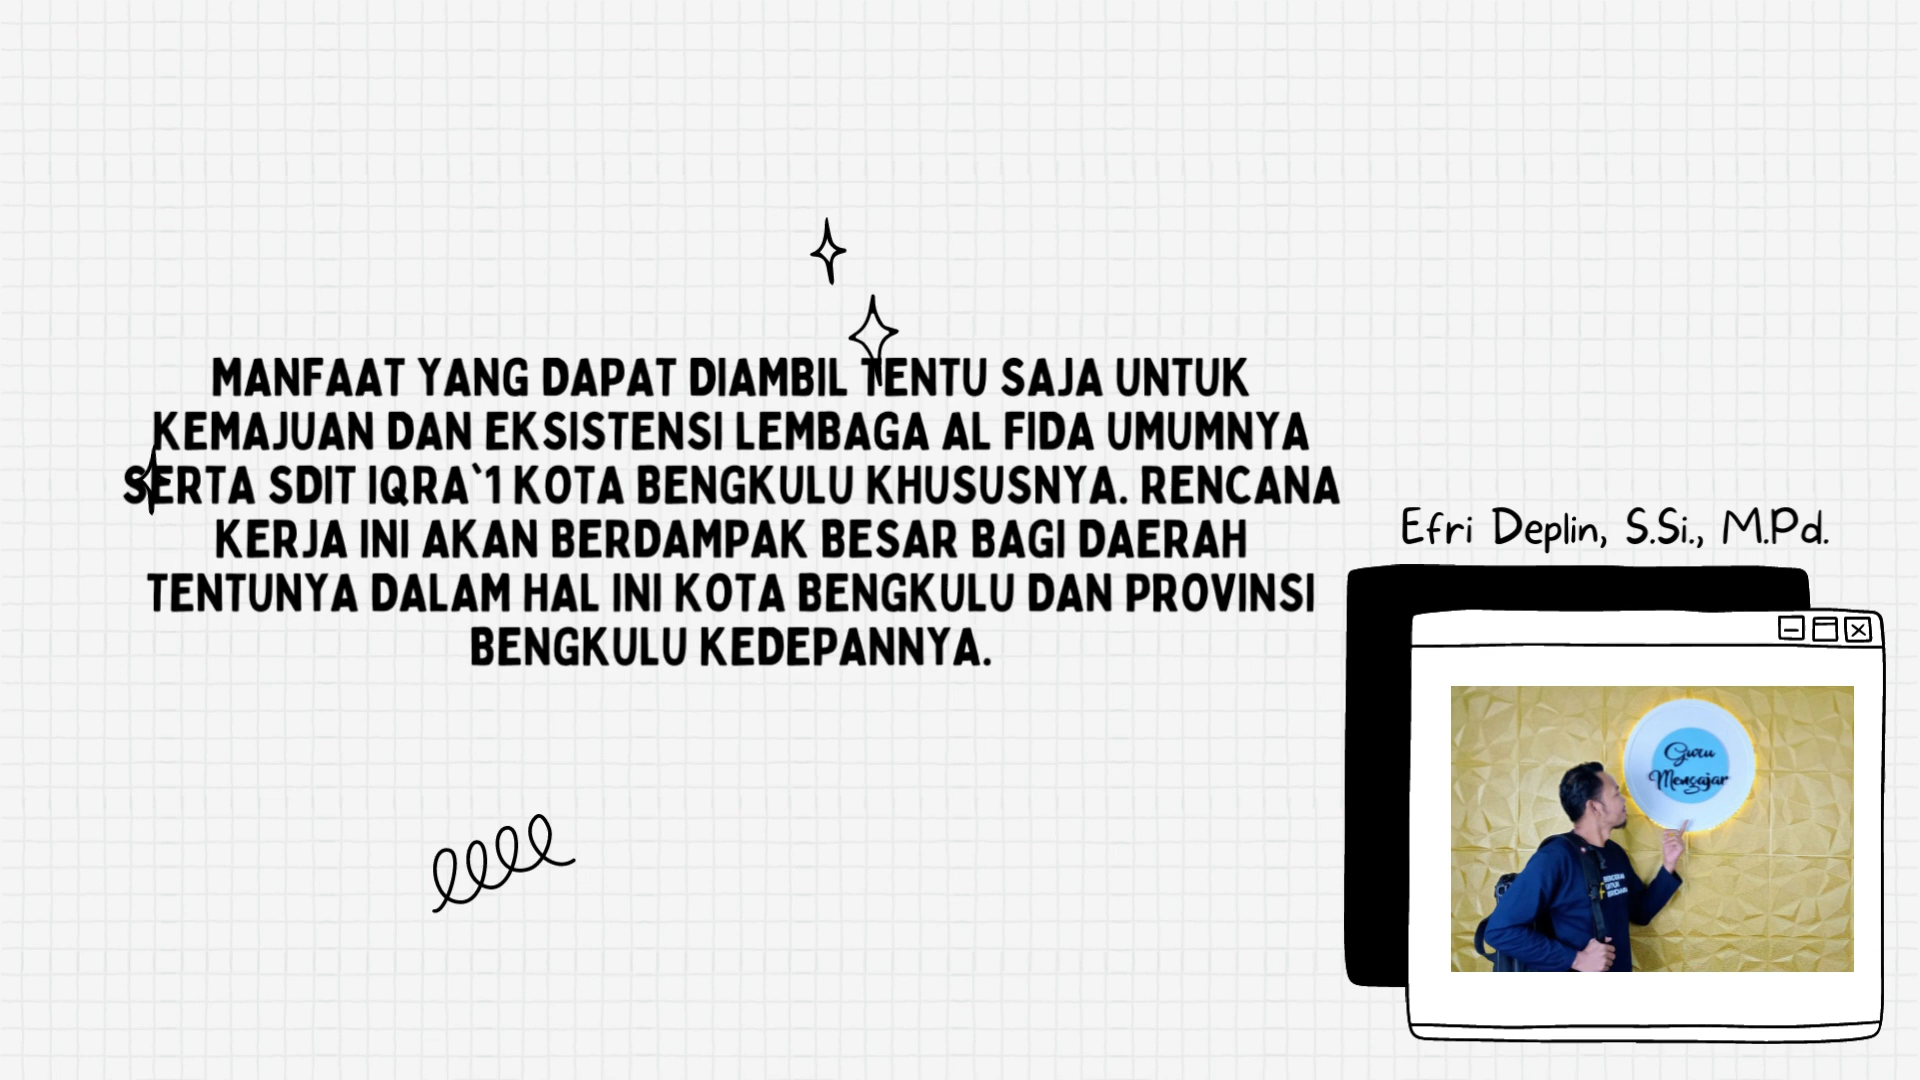 MANFAAT YANG DAPAT DIAMBIL TENTU SAJA UNTUK
KEMAJUAN DAN EKSISTENSI LEMBAGA AL FIDA UMUMNYA
SERTA SDIT IQRA`1 KOTA BENGKULU KHUSUSNYA. RENCANA
KERJA INI AKAN BERDAMPAK BESAR BAGI DAERAH
TENTUNYA DALAM HAL INI KOTA BENGKULU DAN PROVINSI
BENGKULU KEDEPANNYA.
Efri Deplin, S.Si., M.Pd.
Guru
Mengajar